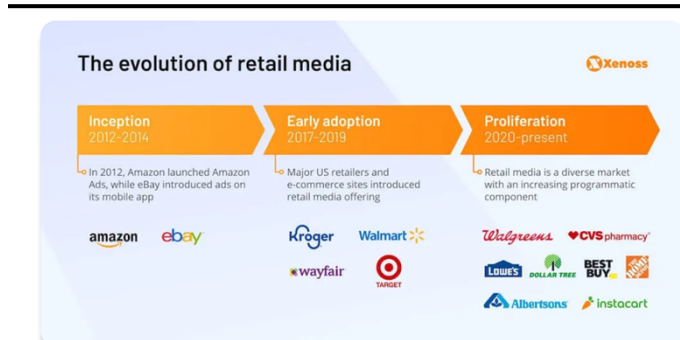 The evolution of retail media
Xenoss
Inception
2012-2014
Early adoption
2017-2019
Proliferation
2020-present
In 2012, Amazon launched Amazon
Ads, while eBay introduced ads on
its mobile app
Major US retailers and
e-commerce sites introduced
retail media offering
Retail media is a diverse market
with an increasing programmatic
component
amazon
ebay
Kroger
Walmart
wayfair
TARGET
Walgreens
CVS pharmacy
LOWE'S
DOLLAR TREE
BEST
BUY
THE HOME
Albertsons
instacart